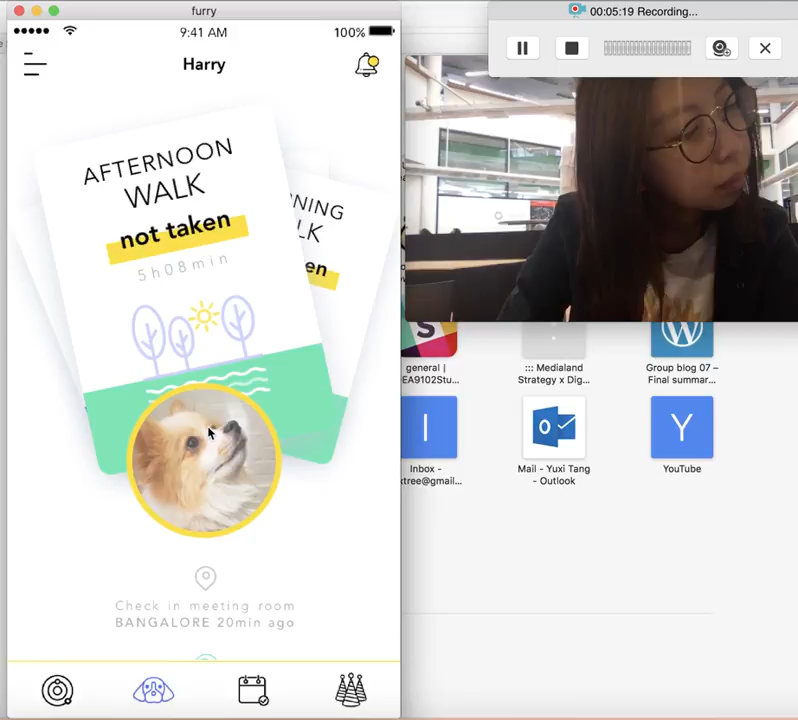 furry
00:05:19 Recording...
9:41 AM
100%
Harry
AFTERNOON
WALK
not taken
5h08min
NING
LK
en
S
general |
EA9102Stu...
::: Medialand
Strategy x Dig...
Group blog 07 –
Final summar...
I
Y
Inbox -
xtree@gmail...
Mail - Yuxi Tang
- Outlook
YouTube
Check in meeting room
BANGALORE 20min ago